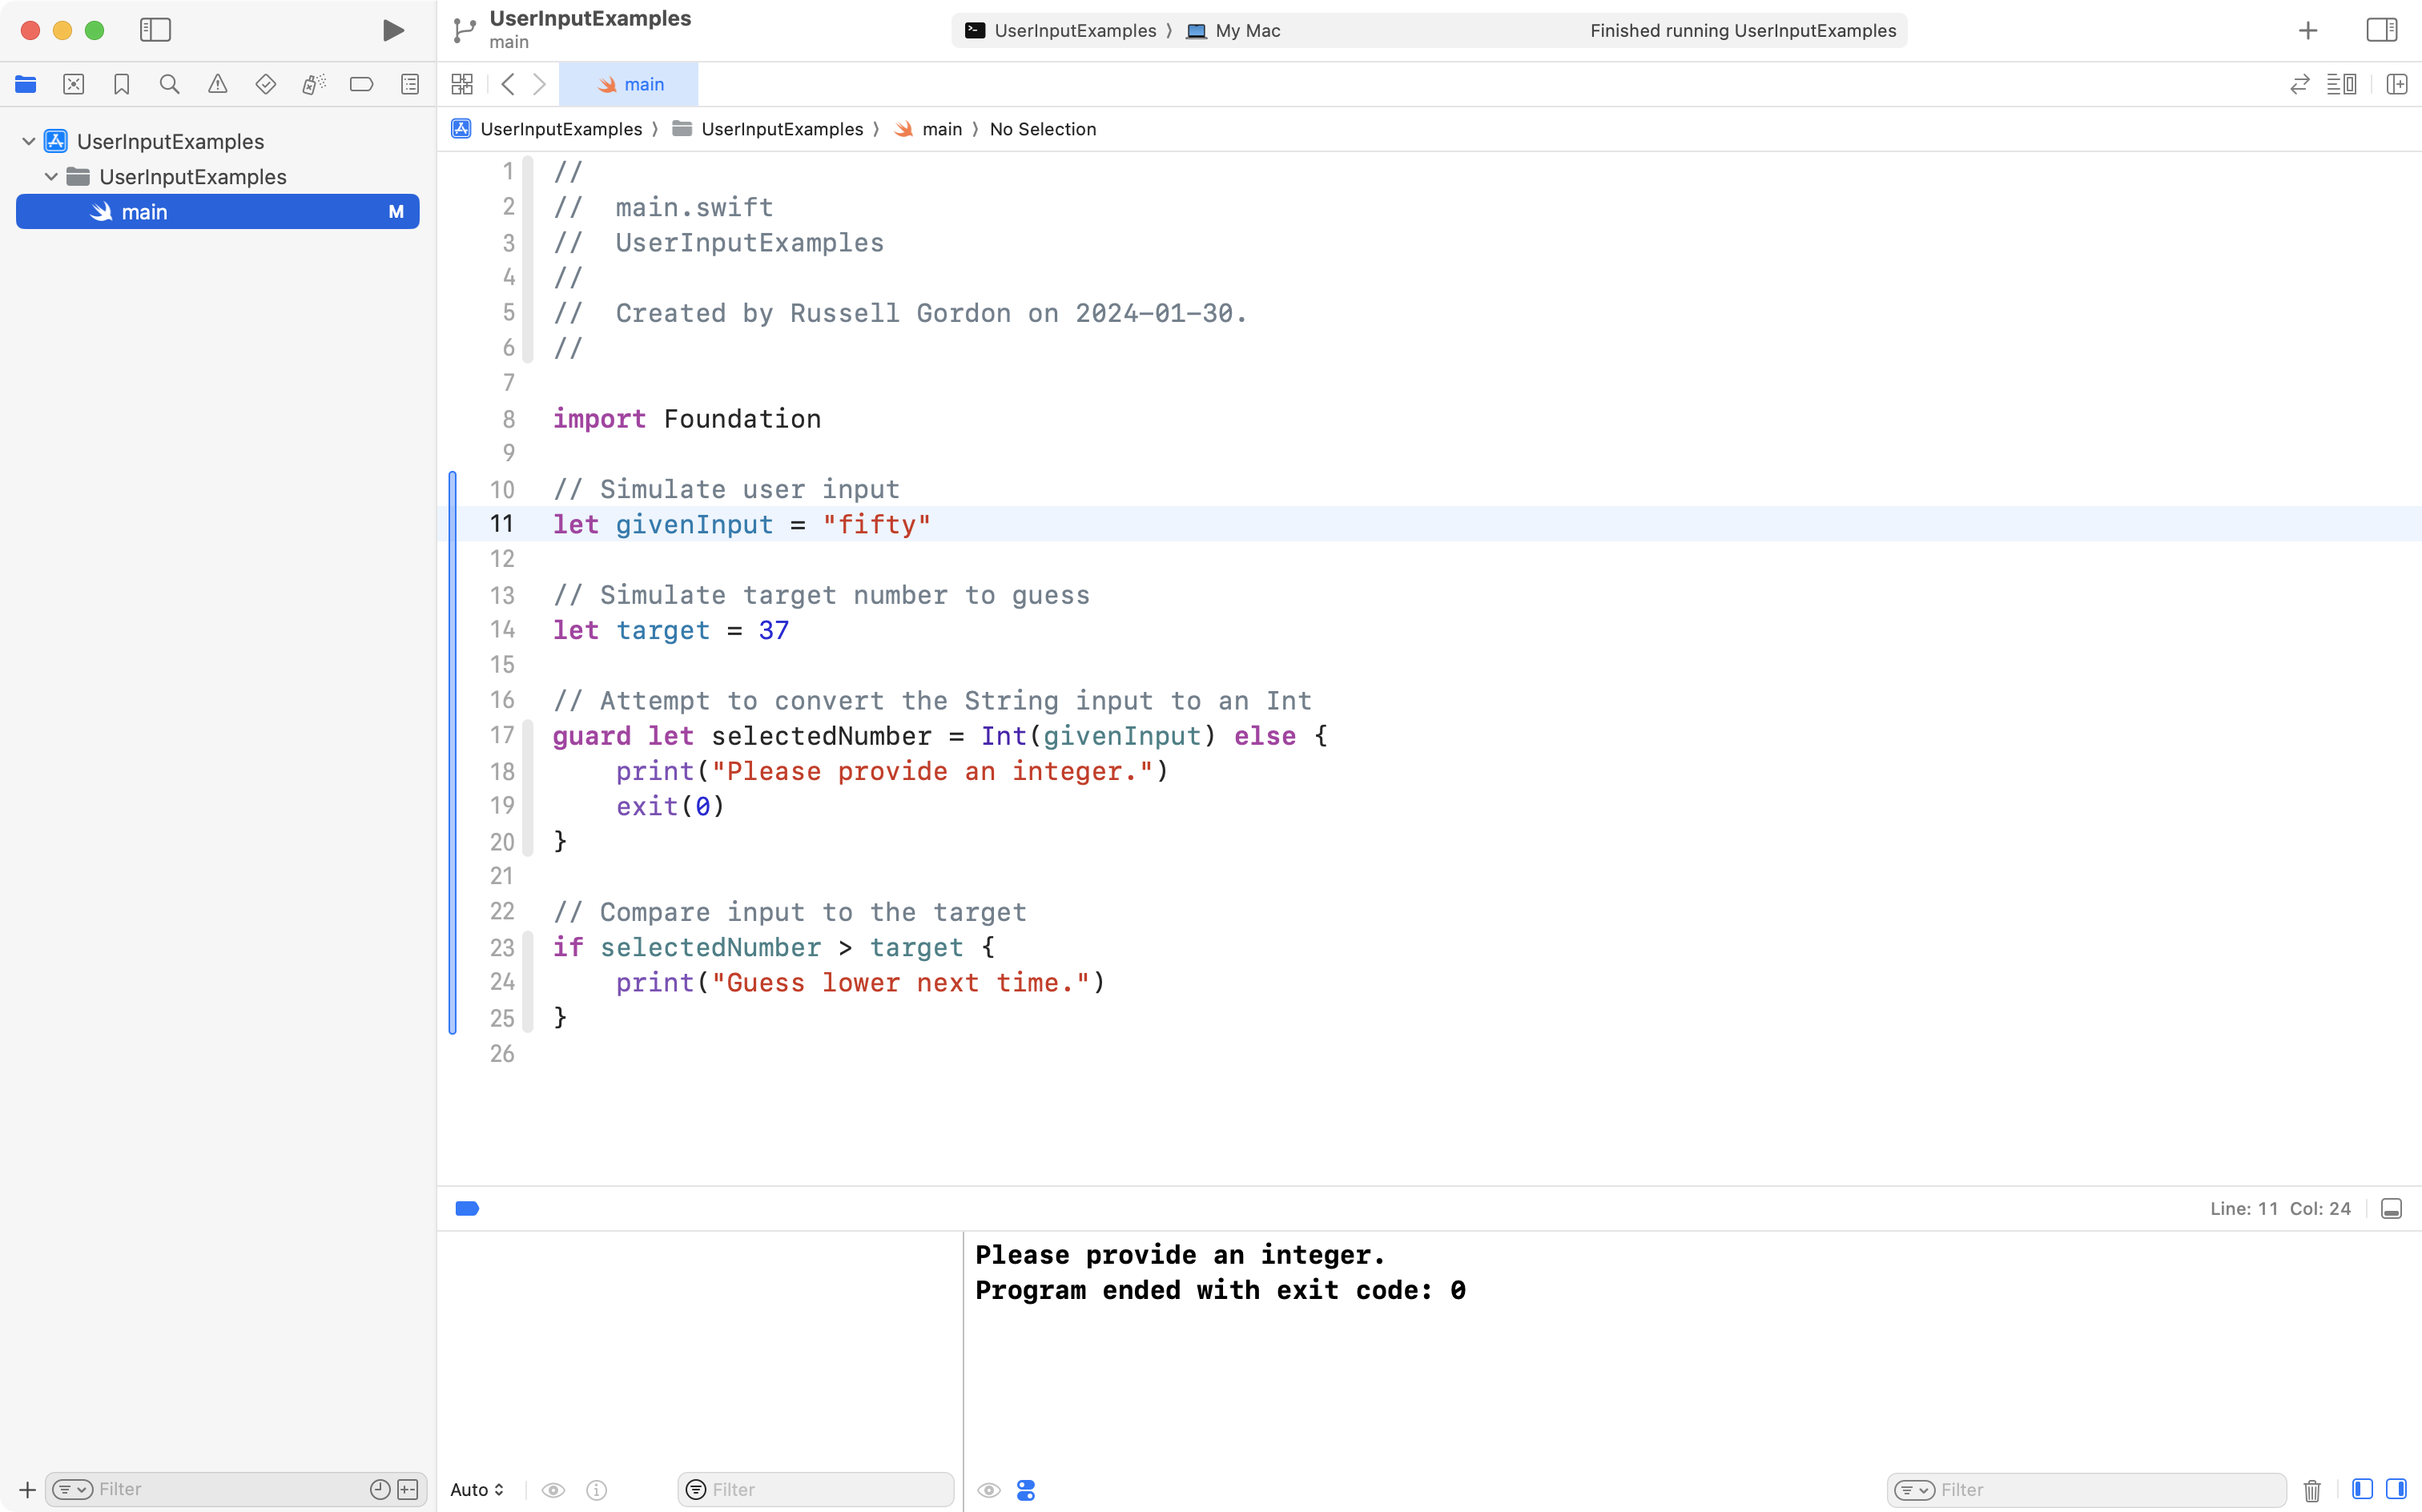 UserInputExamples
main
UserInputExamples 〉 My Mac
Finished running UserInputExamples
main
UserInputExamples 〉 UserInputExamples 〉 main 〉 No Selection
UserInputExamples
UserInputExamples
main M
1 //
2 //  main.swift
3 //  UserInputExamples
4 //
5 //  Created by Russell Gordon on 2024-01-30.
6 //
7
8 import Foundation
9
10 // Simulate user input
11 let givenInput = "fifty"
12
13 // Simulate target number to guess
14 let target = 37
15
16 // Attempt to convert the String input to an Int
17 guard let selectedNumber = Int(givenInput) else {
18     print("Please provide an integer.")
19     exit(0)
20 }
21
22 // Compare input to the target
23 if selectedNumber > target {
24     print("Guess lower next time.")
25 }
26
Line: 11 Col: 24
Please provide an integer.
Program ended with exit code: 0
Filter
Auto
Filter
Filter